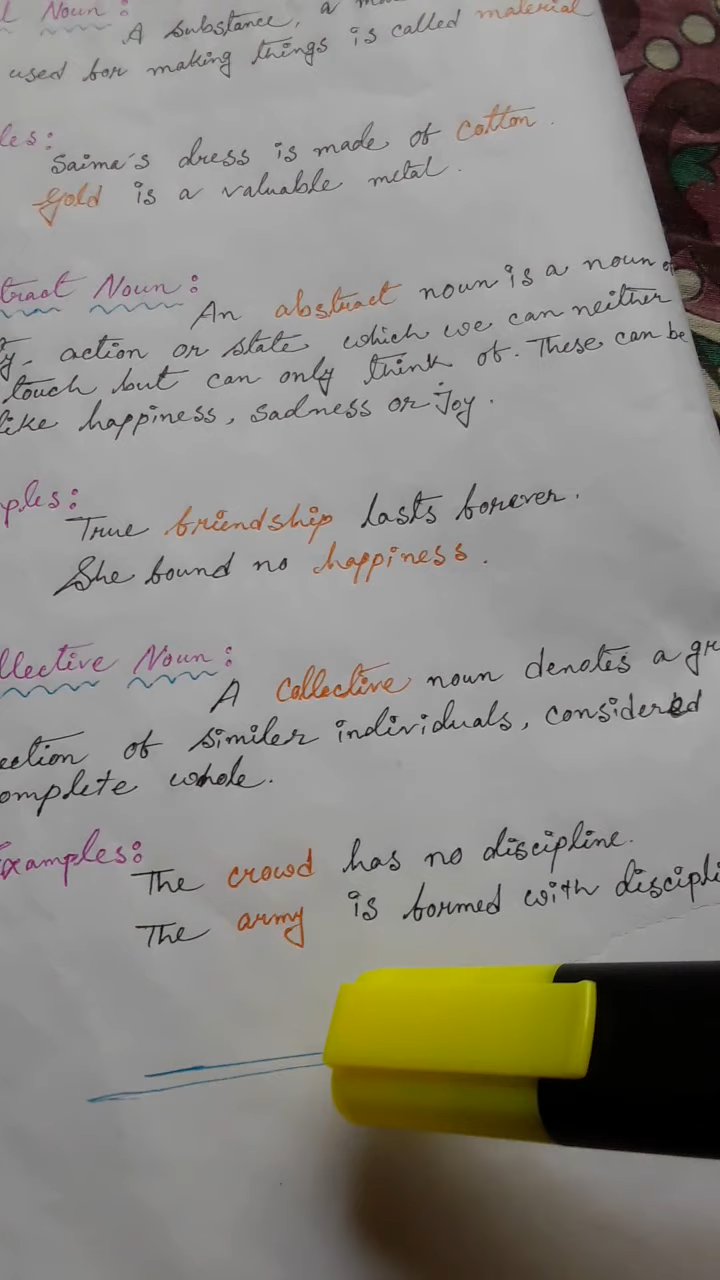 Noun:
A substance, a
used for making things is called material
les:
Saima's dress is made of cotton.
Gold is a valuable metal.
tract Noun:
An abstract noun is a noun of
y, action or state which we can neither
touch but can only think of. These can be
like happiness, sadness or Joy.
ples:
True friendship lasts forever.
She found no happiness.
llective Noun:
A collective noun denotes a gr
ection of similer individuals, considered
omplete whole.
Examples:
The crowd has no discipline.
The army is formed with discipli